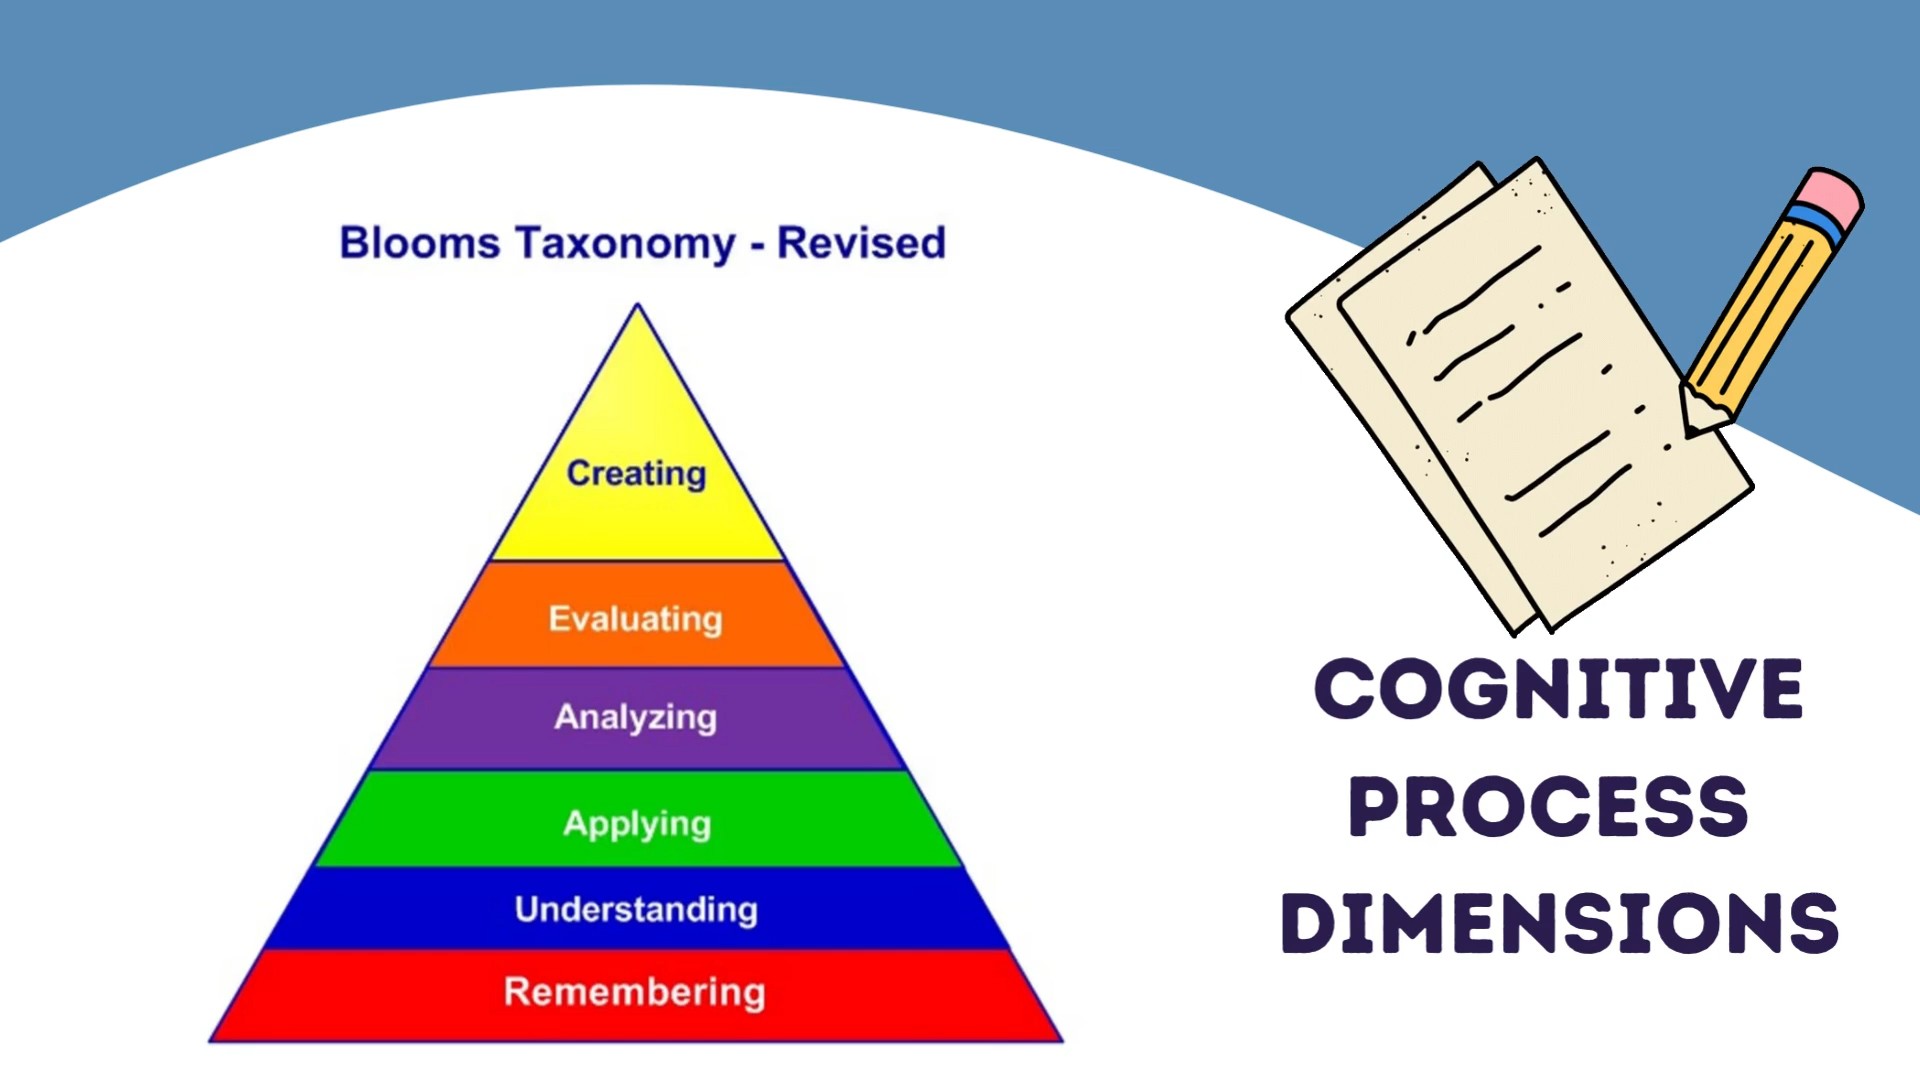 Blooms Taxonomy - Revised
Creating
Evaluating
Analyzing
Applying
Understanding
Remembering
COGNITIVE
PROCESS
DIMENSIONS